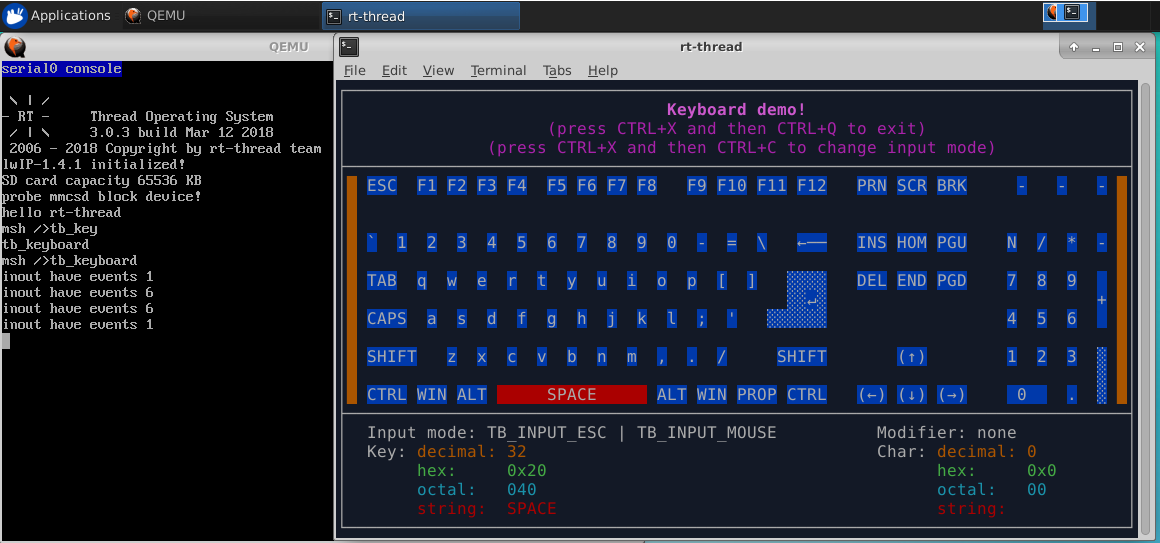 Applications QEMU rt-thread
QEMU
serial0 console
\ | /
- RT - Thread Operating System
/ | \ 3.0.3 build Mar 12 2018
2006 - 2018 Copyright by rt-thread team
lwIP-1.4.1 initialized!
SD card capacity 65536 KB
probe mmcsd block device!
hello rt-thread
msh />tb_key
tb_keyboard
msh />tb_keyboard
inout have events 1
inout have events 6
inout have events 6
inout have events 1
rt-thread
File Edit View Terminal Tabs Help
Keyboard demo!
(press CTRL+X and then CTRL+Q to exit)
(press CTRL+X and then CTRL+C to change input mode)
ESC F1 F2 F3 F4 F5 F6 F7 F8 F9 F10 F11 F12 PRN SCR BRK - - -
` 1 2 3 4 5 6 7 8 9 0 - = \ ←── INS HOM PGU N / * -
TAB q w e r t y u i o p [ ] DEL END PGD 7 8 9
↵ +
CAPS a s d f g h j k l ; ' 4 5 6
SHIFT z x c v b n m , . / SHIFT (↑) 1 2 3
CTRL WIN ALT SPACE ALT WIN PROP CTRL (←) (↓) (→) 0 .
Input mode: TB_INPUT_ESC | TB_INPUT_MOUSE Modifier: none
Key: decimal: 32 Char: decimal: 0
hex: 0x20 hex: 0x0
octal: 040 octal: 00
string: SPACE string: